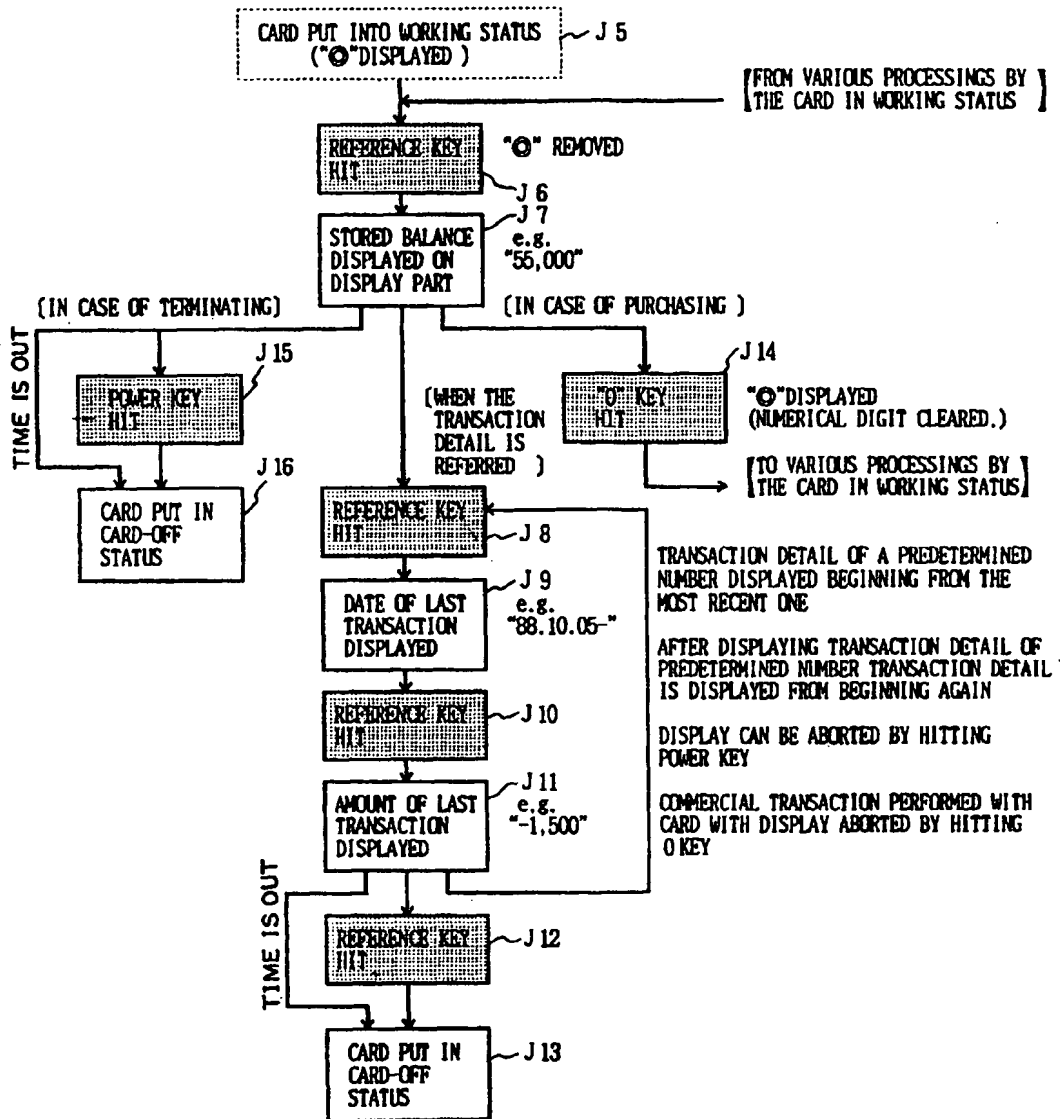 CARD PUT INTO WORKING STATUS
("◎"DISPLAYED )
J 5
[FROM VARIOUS PROCESSINGS BY
THE CARD IN WORKING STATUS ]
REFERENCE KEY
HIT
"◎" REMOVED
J 6
J 7
STORED BALANCE
DISPLAYED ON
DISPLAY PART
e.g.
"55,000"
[IN CASE OF TERMINATING]
[IN CASE OF PURCHASING ]
TIME IS OUT
J 15
POWER KEY
HIT
J 14
"O" KEY
HIT
"◎"DISPLAYED
(NUMERICAL DIGIT CLEARED.)
[WHEN THE
TRANSACTION
DETAIL IS
REFERRED ]
[TO VARIOUS PROCESSINGS BY
THE CARD IN WORKING STATUS]
J 16
CARD PUT IN
CARD-OFF
STATUS
REFERENCE KEY
HIT
J 8
J 9
DATE OF LAST
TRANSACTION
DISPLAYED
e.g.
"88.10.05-"
TRANSACTION DETAIL OF A PREDETERMINED
NUMBER DISPLAYED BEGINNING FROM THE
MOST RECENT ONE
AFTER DISPLAYING TRANSACTION DETAIL OF
PREDETERMINED NUMBER TRANSACTION DETAIL
IS DISPLAYED FROM BEGINNING AGAIN
REFERENCE KEY
HIT
J 10
DISPLAY CAN BE ABORTED BY HITTING
POWER KEY
J 11
AMOUNT OF LAST
TRANSACTION
DISPLAYED
e.g.
"-1,500"
COMMERCIAL TRANSACTION PERFORMED WITH
CARD WITH DISPLAY ABORTED BY HITTING
O KEY
TIME IS OUT
REFERENCE KEY
HIT
J 12
CARD PUT IN
CARD-OFF
STATUS
J 13